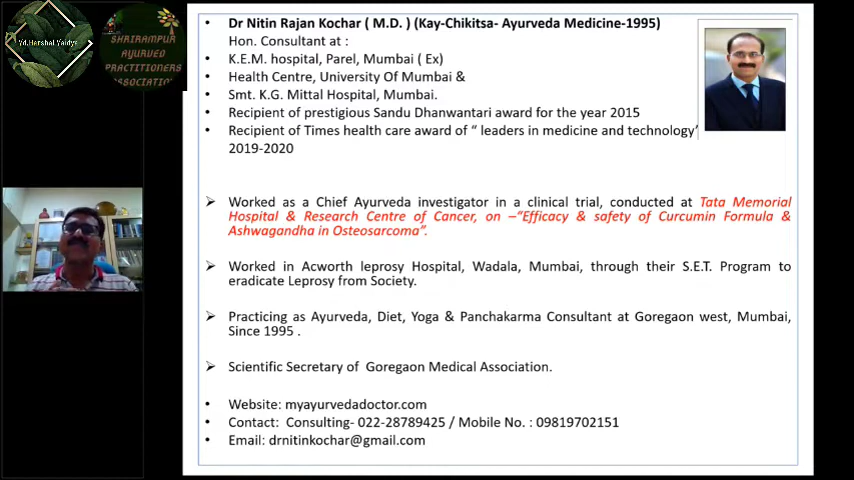 Yd.Harshal Vaidya
SHRIRAMPUR
AYURVED
PRACTITIONERS
ASSOCIATION
• Dr Nitin Rajan Kochar ( M.D. ) (Kay-Chikitsa- Ayurveda Medicine-1995)
Hon. Consultant at :
• K.E.M. hospital, Parel, Mumbai ( Ex)
• Health Centre, University Of Mumbai &
• Smt. K.G. Mittal Hospital, Mumbai.
• Recipient of prestigious Sandu Dhanwantari award for the year 2015
• Recipient of Times health care award of “ leaders in medicine and technology”
2019-2020
➢ Worked as a Chief Ayurveda investigator in a clinical trial, conducted at Tata Memorial
Hospital & Research Centre of Cancer, on –“Efficacy & safety of Curcumin Formula &
Ashwagandha in Osteosarcoma”.
➢ Worked in Acworth leprosy Hospital, Wadala, Mumbai, through their S.E.T. Program to
eradicate Leprosy from Society.
➢ Practicing as Ayurveda, Diet, Yoga & Panchakarma Consultant at Goregaon west, Mumbai,
Since 1995 .
➢ Scientific Secretary of Goregaon Medical Association.
• Website: myayurvedadoctor.com
• Contact: Consulting- 022-28789425 / Mobile No. : 09819702151
• Email: drnitinkochar@gmail.com